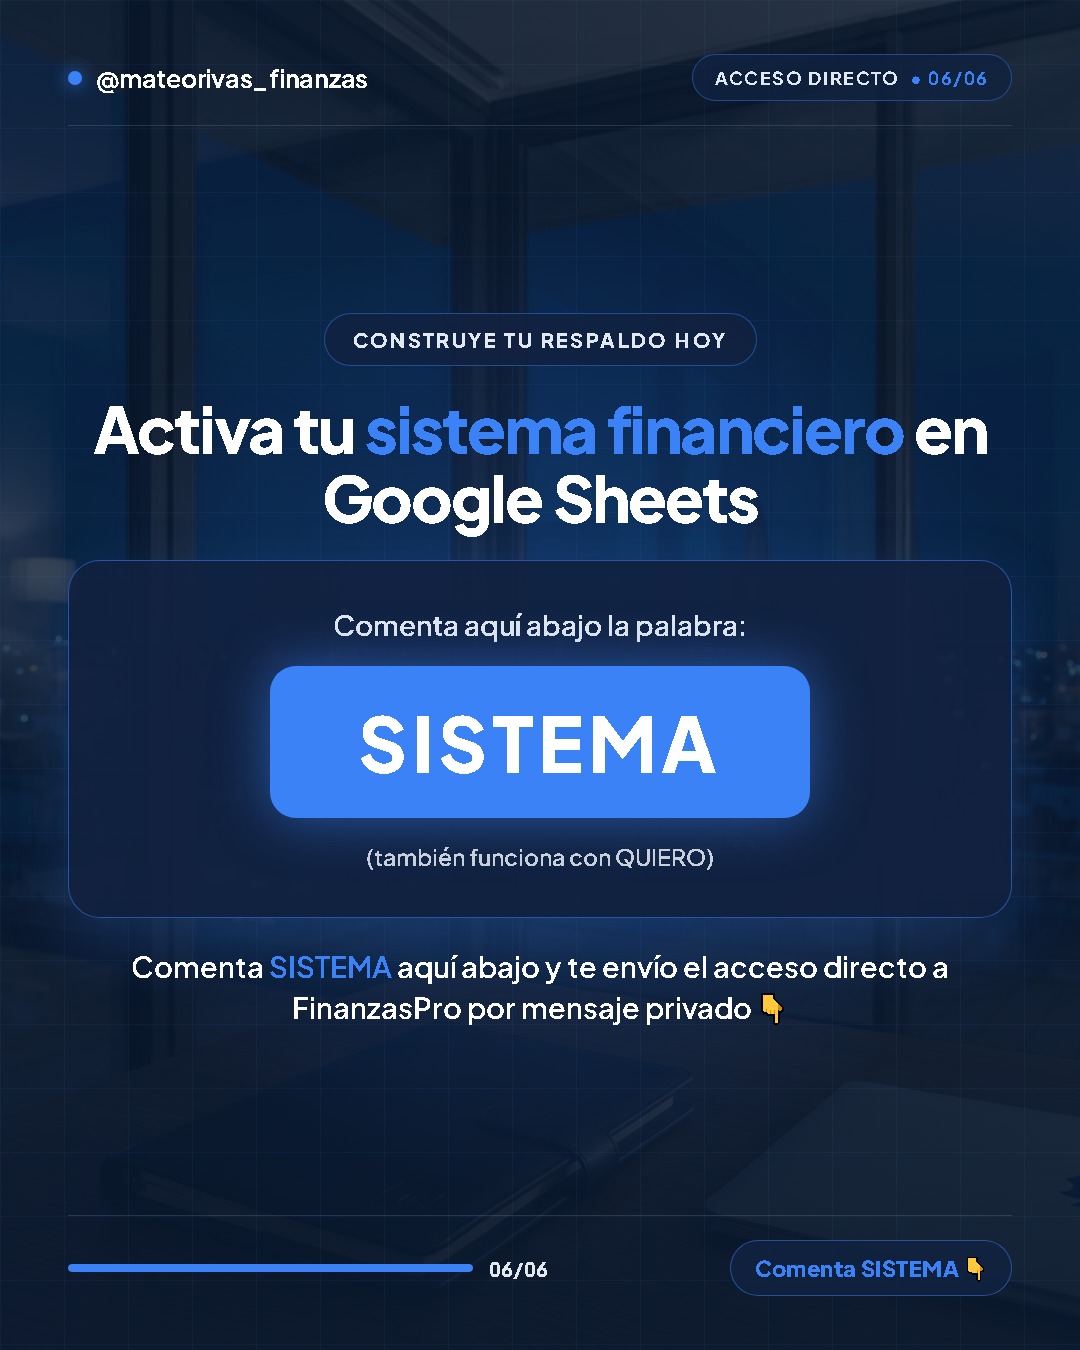 @mateorivas_finanzas
ACCESO DIRECTO • 06/06
CONSTRUYE TU RESPALDO HOY
Activa tu sistema financiero en
Google Sheets
Comenta aquí abajo la palabra:
SISTEMA
(también funciona con QUIERO)
Comenta SISTEMA aquí abajo y te envío el acceso directo a
FinanzasPro por mensaje privado 👇
06/06
Comenta SISTEMA 👇